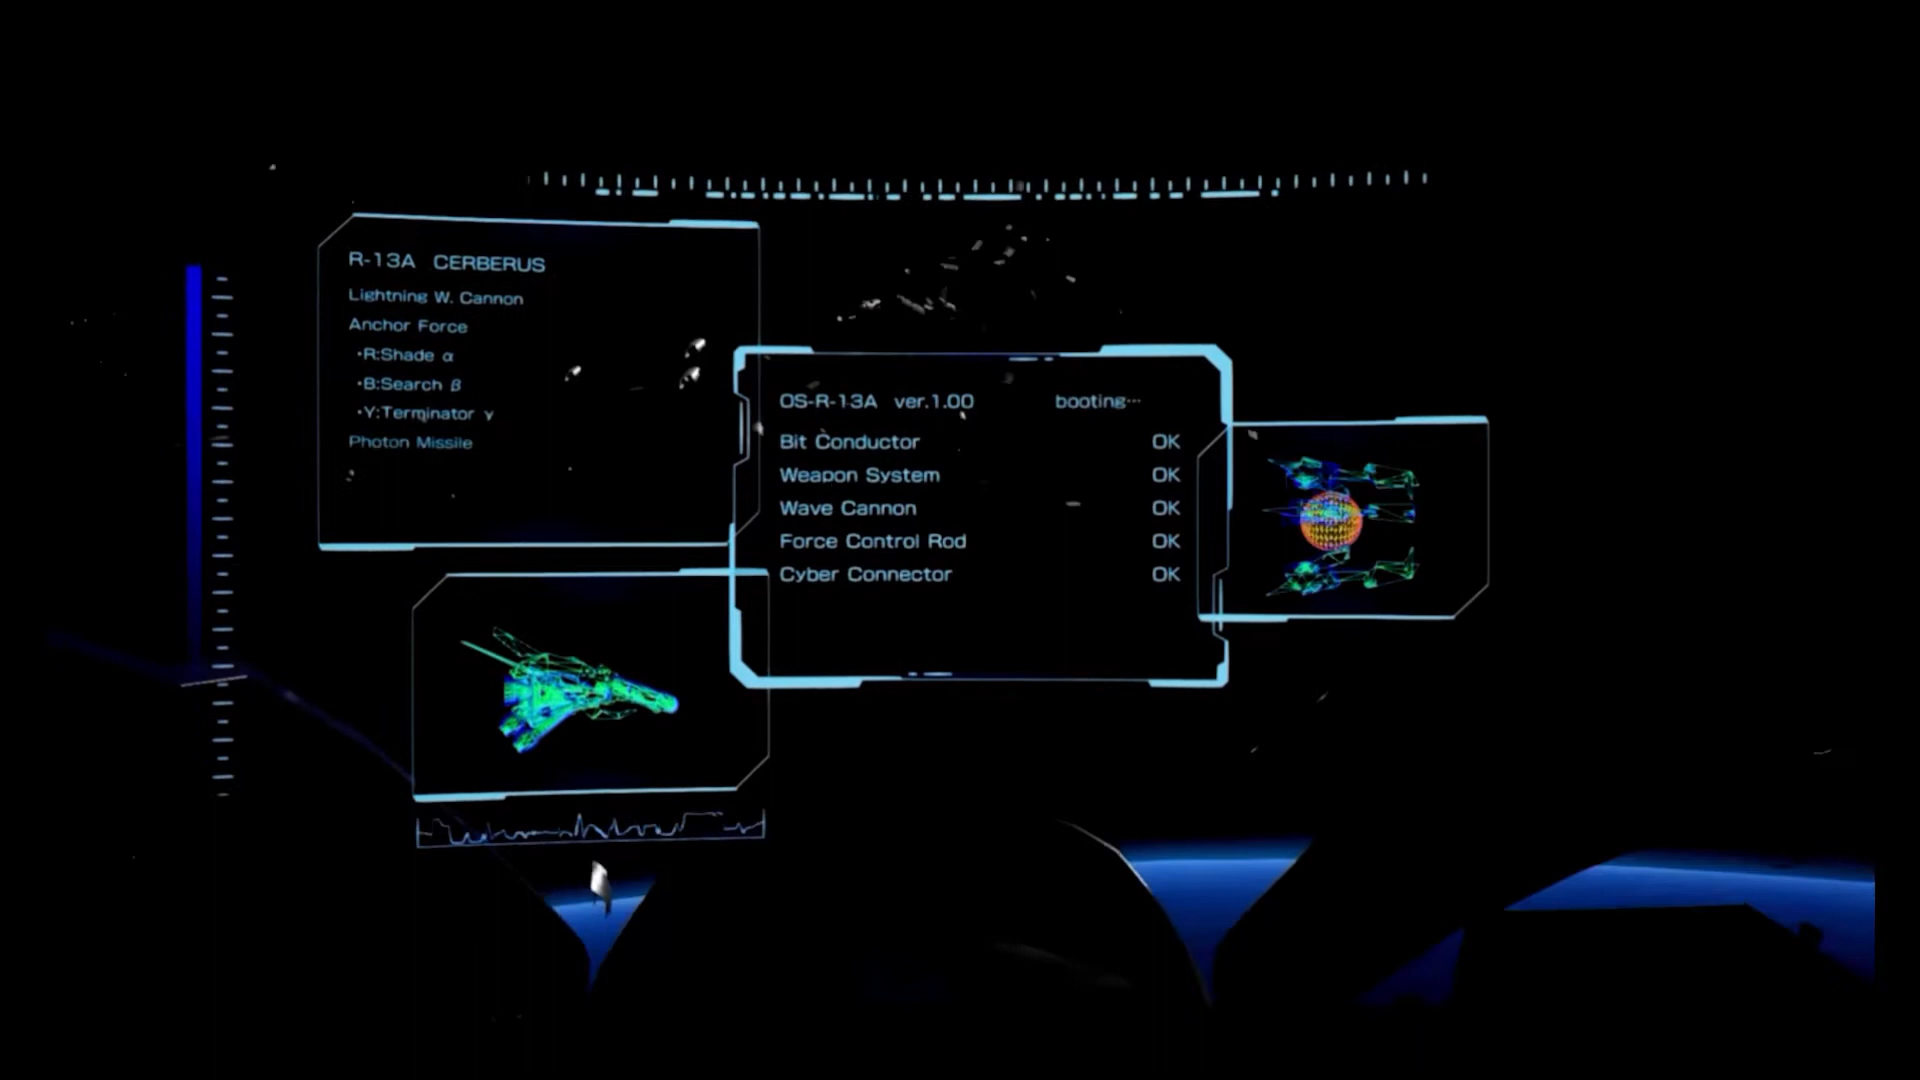 R-13A CERBERUS
Lightning W. Cannon
Anchor Force
・R:Shade α
・B:Search β
・Y:Terminator γ
Photon Missile
OS-R-13A ver.1.00 booting…
Bit Conductor OK
Weapon System OK
Wave Cannon OK
Force Control Rod OK
Cyber Connector OK